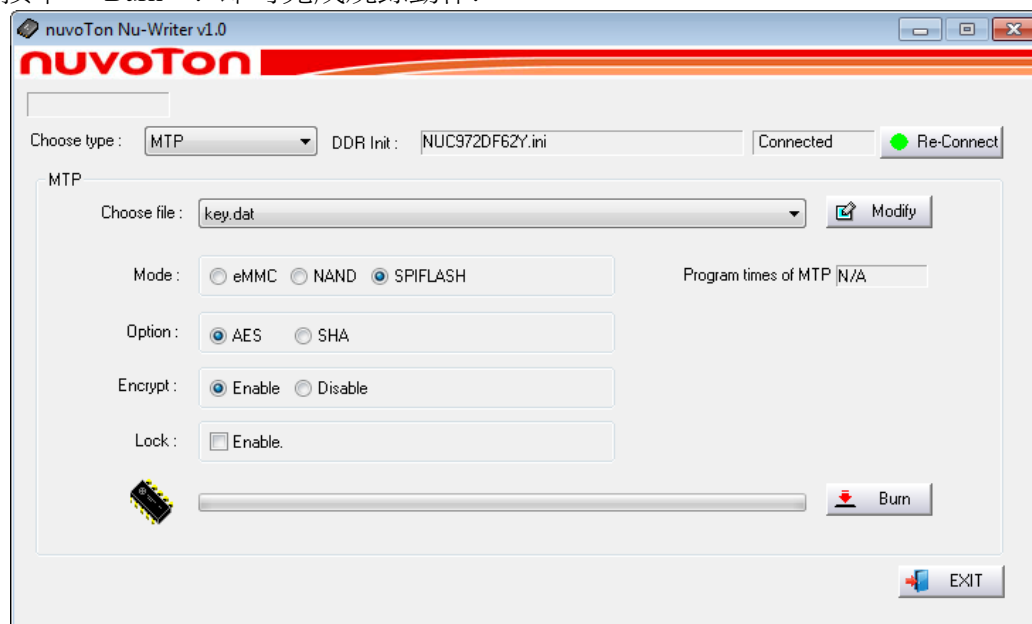 nuvoTon Nu-Writer v1.0
nuvoTon
Choose type : MTP DDR Init : NUC972DF62Y.ini Connected Re-Connect
MTP
Choose file : key.dat Modify
Mode : eMMC NAND SPIFLASH Program times of MTP N/A
Option : AES SHA
Encrypt : Enable Disable
Lock : Enable.
Burn
EXIT